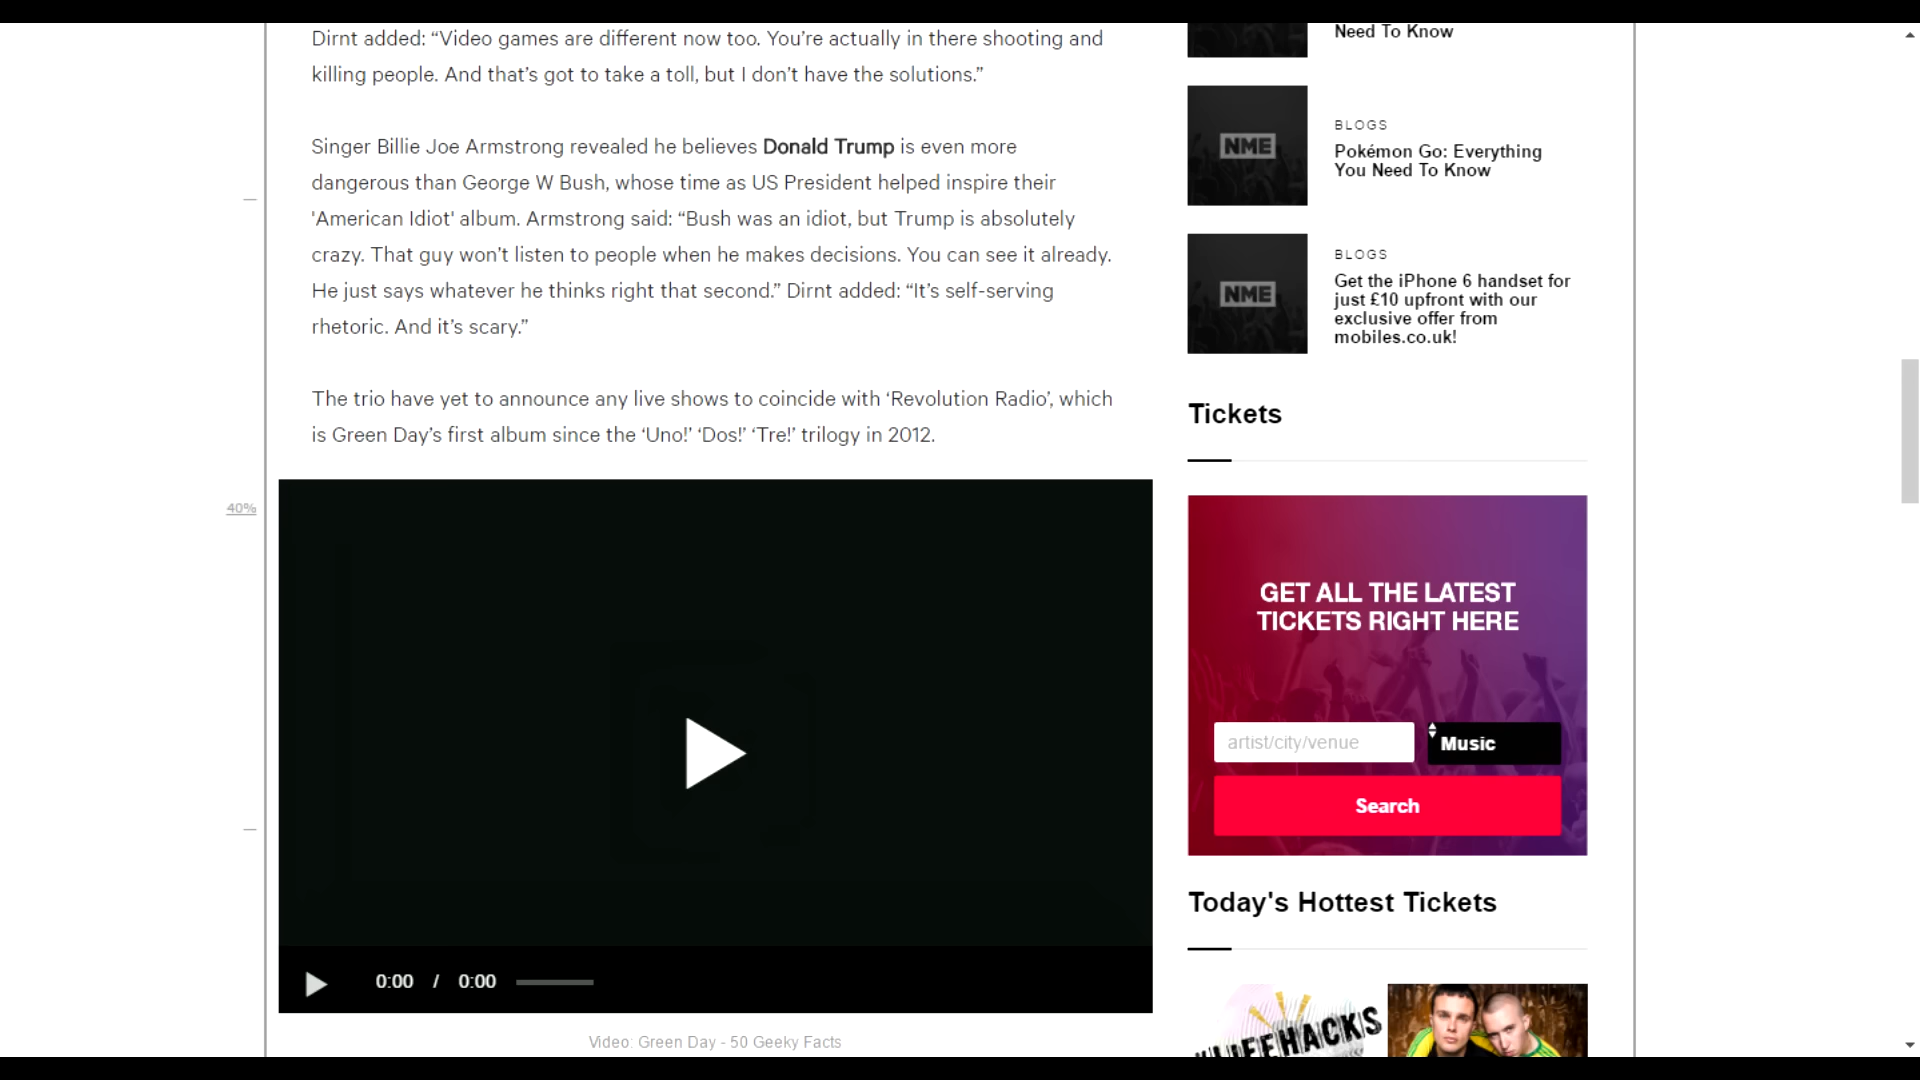 Dirnt added: “Video games are different now too. You’re actually in there shooting and
killing people. And that’s got to take a toll, but I don’t have the solutions.”
Singer Billie Joe Armstrong revealed he believes Donald Trump is even more
dangerous than George W Bush, whose time as US President helped inspire their
'American Idiot' album. Armstrong said: “Bush was an idiot, but Trump is absolutely
crazy. That guy won’t listen to people when he makes decisions. You can see it already.
He just says whatever he thinks right that second.” Dirnt added: “It’s self-serving
rhetoric. And it’s scary.”
The trio have yet to announce any live shows to coincide with ‘Revolution Radio’, which
is Green Day’s first album since the ‘Uno!’ ‘Dos!’ ‘Tre!’ trilogy in 2012.
40%
0:00 / 0:00
Video: Green Day - 50 Geeky Facts
Need To Know
NME
BLOGS
Pokémon Go: Everything
You Need To Know
NME
BLOGS
Get the iPhone 6 handset for
just £10 upfront with our
exclusive offer from
mobiles.co.uk!
Tickets
GET ALL THE LATEST
TICKETS RIGHT HERE
artist/city/venue
Music
Search
Today's Hottest Tickets